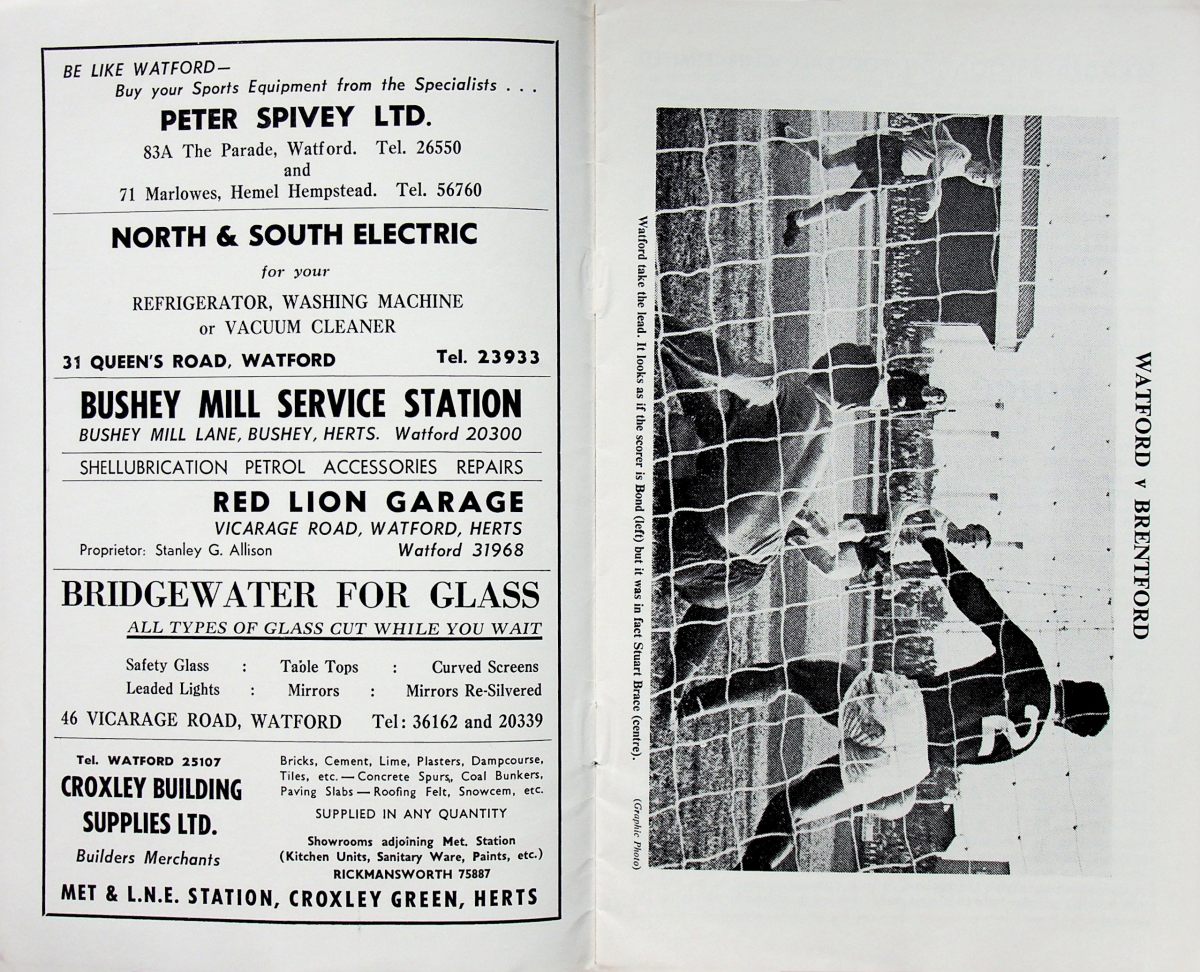 BE LIKE WATFORD—
Buy your Sports Equipment from the Specialists . . .
PETER SPIVEY LTD.
83A The Parade, Watford. Tel. 26550
and
71 Marlowes, Hemel Hempstead. Tel. 56760
NORTH & SOUTH ELECTRIC
for your
REFRIGERATOR, WASHING MACHINE
or VACUUM CLEANER
31 QUEEN'S ROAD, WATFORD Tel. 23933
BUSHEY MILL SERVICE STATION
BUSHEY MILL LANE, BUSHEY, HERTS. Watford 20300
SHELLUBRICATION PETROL ACCESSORIES REPAIRS
RED LION GARAGE
VICARAGE ROAD, WATFORD, HERTS
Proprietor: Stanley G. Allison Watford 31968
BRIDGEWATER FOR GLASS
ALL TYPES OF GLASS CUT WHILE YOU WAIT
Safety Glass : Table Tops : Curved Screens
Leaded Lights : Mirrors : Mirrors Re-Silvered
46 VICARAGE ROAD, WATFORD Tel: 36162 and 20339
Tel. WATFORD 25107
CROXLEY BUILDING
SUPPLIES LTD.
Builders Merchants
Bricks, Cement, Lime, Plasters, Dampcourse,
Tiles, etc. — Concrete Spurs, Coal Bunkers,
Paving Slabs — Roofing Felt, Snowcem, etc.
SUPPLIED IN ANY QUANTITY
Showrooms adjoining Met. Station
(Kitchen Units, Sanitary Ware, Paints, etc.)
RICKMANSWORTH 75887
MET & L.N.E. STATION, CROXLEY GREEN, HERTS
WATFORD v BRENTFORD
2
Watford take the lead. It looks as if the scorer is Bond (left) but it was in fact Stuart Brace (centre). (Graphic Photo)